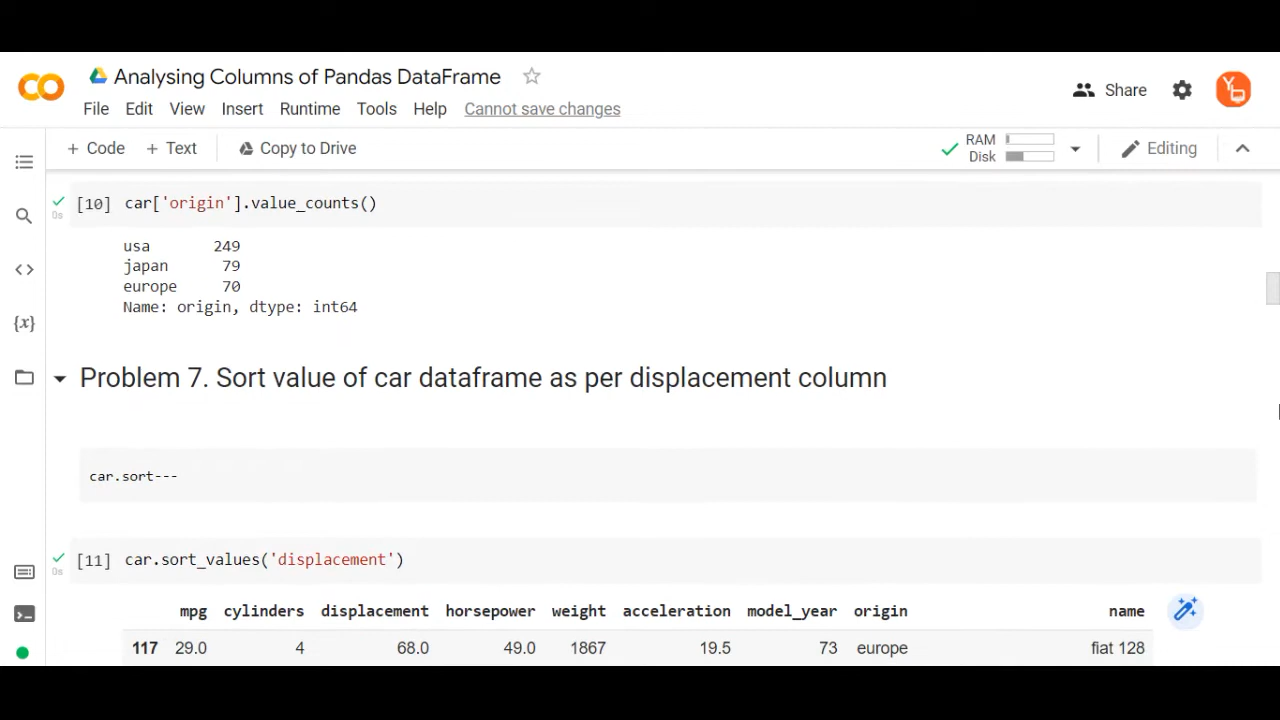 Analysing Columns of Pandas DataFrame
Share
File Edit View Insert Runtime Tools Help Cannot save changes
+ Code + Text Copy to Drive
RAM
Disk
Editing
[10] car['origin'].value_counts()
0s
usa 249
japan 79
europe 70
Name: origin, dtype: int64
{x}
Problem 7. Sort value of car dataframe as per displacement column
car.sort---
[11] car.sort_values('displacement')
0s
mpg cylinders displacement horsepower weight acceleration model_year origin name
117 29.0 4 68.0 49.0 1867 19.5 73 europe fiat 128